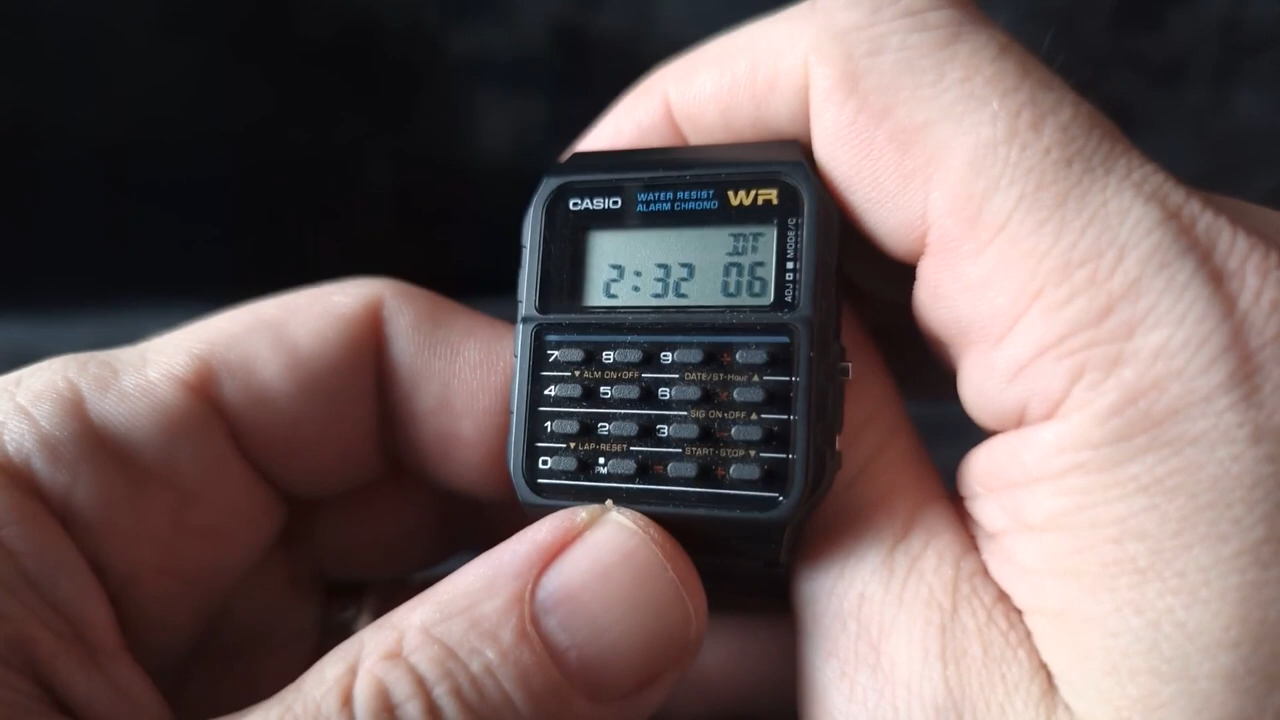 CASIO WATER RESIST WR
ALARM CHRONO
DT
2:32 06
ADJ MODE/C
7 8 9 ÷
▼ ALM ON•OFF DATE/ST-Hour ▲
4 5 6 ×
SIG ON•OFF ▲
1 2 3 -
▼ LAP•RESET START•STOP ▼
0 PM = +